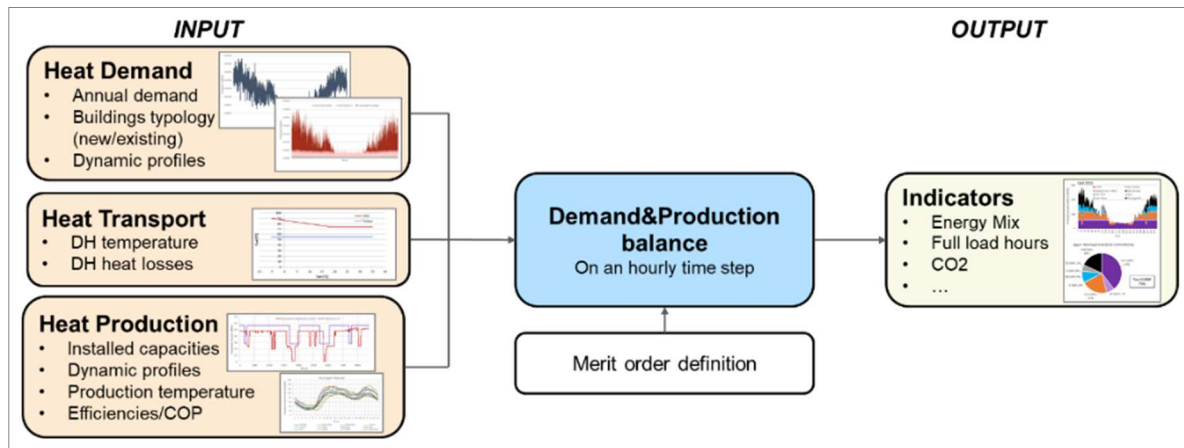 INPUT
OUTPUT
Heat Demand
• Annual demand
• Buildings typology
(new/existing)
• Dynamic profiles
Heat Transport
• DH temperature
• DH heat losses
Heat Production
• Installed capacities
• Dynamic profiles
• Production temperature
• Efficiencies/COP
Demand&Production
balance
On an hourly time step
Merit order definition
Indicators
• Energy Mix
• Full load hours
• CO2
• ...